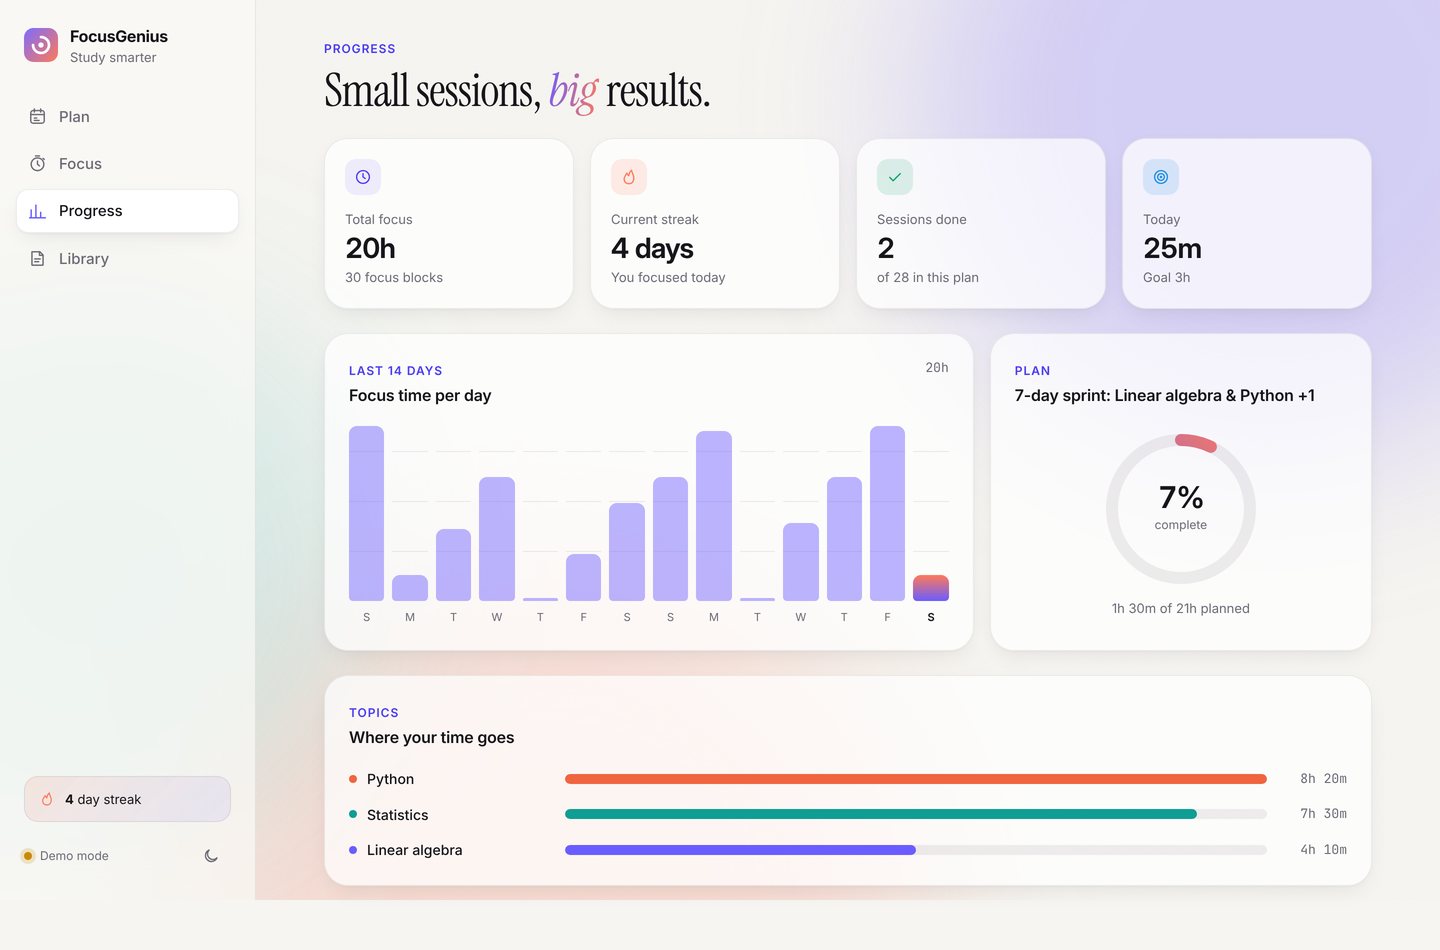 FocusGenius
Study smarter
Plan
Focus
Progress
Library
4 day streak
Demo mode
PROGRESS
Small sessions, big results.
Total focus
20h
30 focus blocks
Current streak
4 days
You focused today
Sessions done
2
of 28 in this plan
Today
25m
Goal 3h
LAST 14 DAYS
20h
Focus time per day
S M T W T F S S M T W T F S
PLAN
7-day sprint: Linear algebra & Python +1
7%
complete
1h 30m of 21h planned
TOPICS
Where your time goes
Python 8h 20m
Statistics 7h 30m
Linear algebra 4h 10m